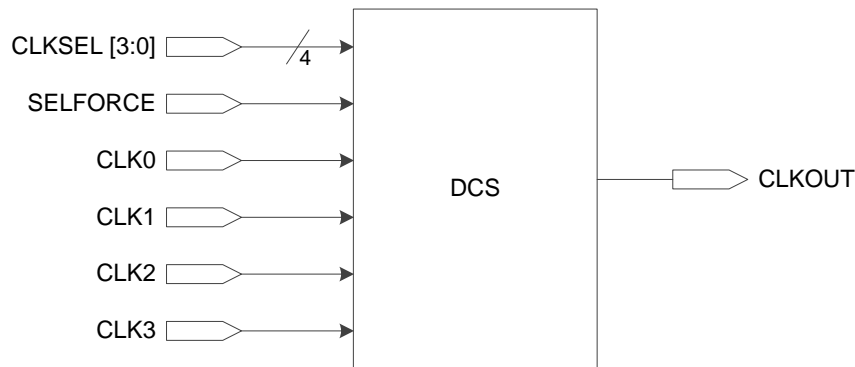 CLKSEL [3:0]
4
SELFORCE
CLK0
CLK1
CLK2
CLK3
DCS
CLKOUT